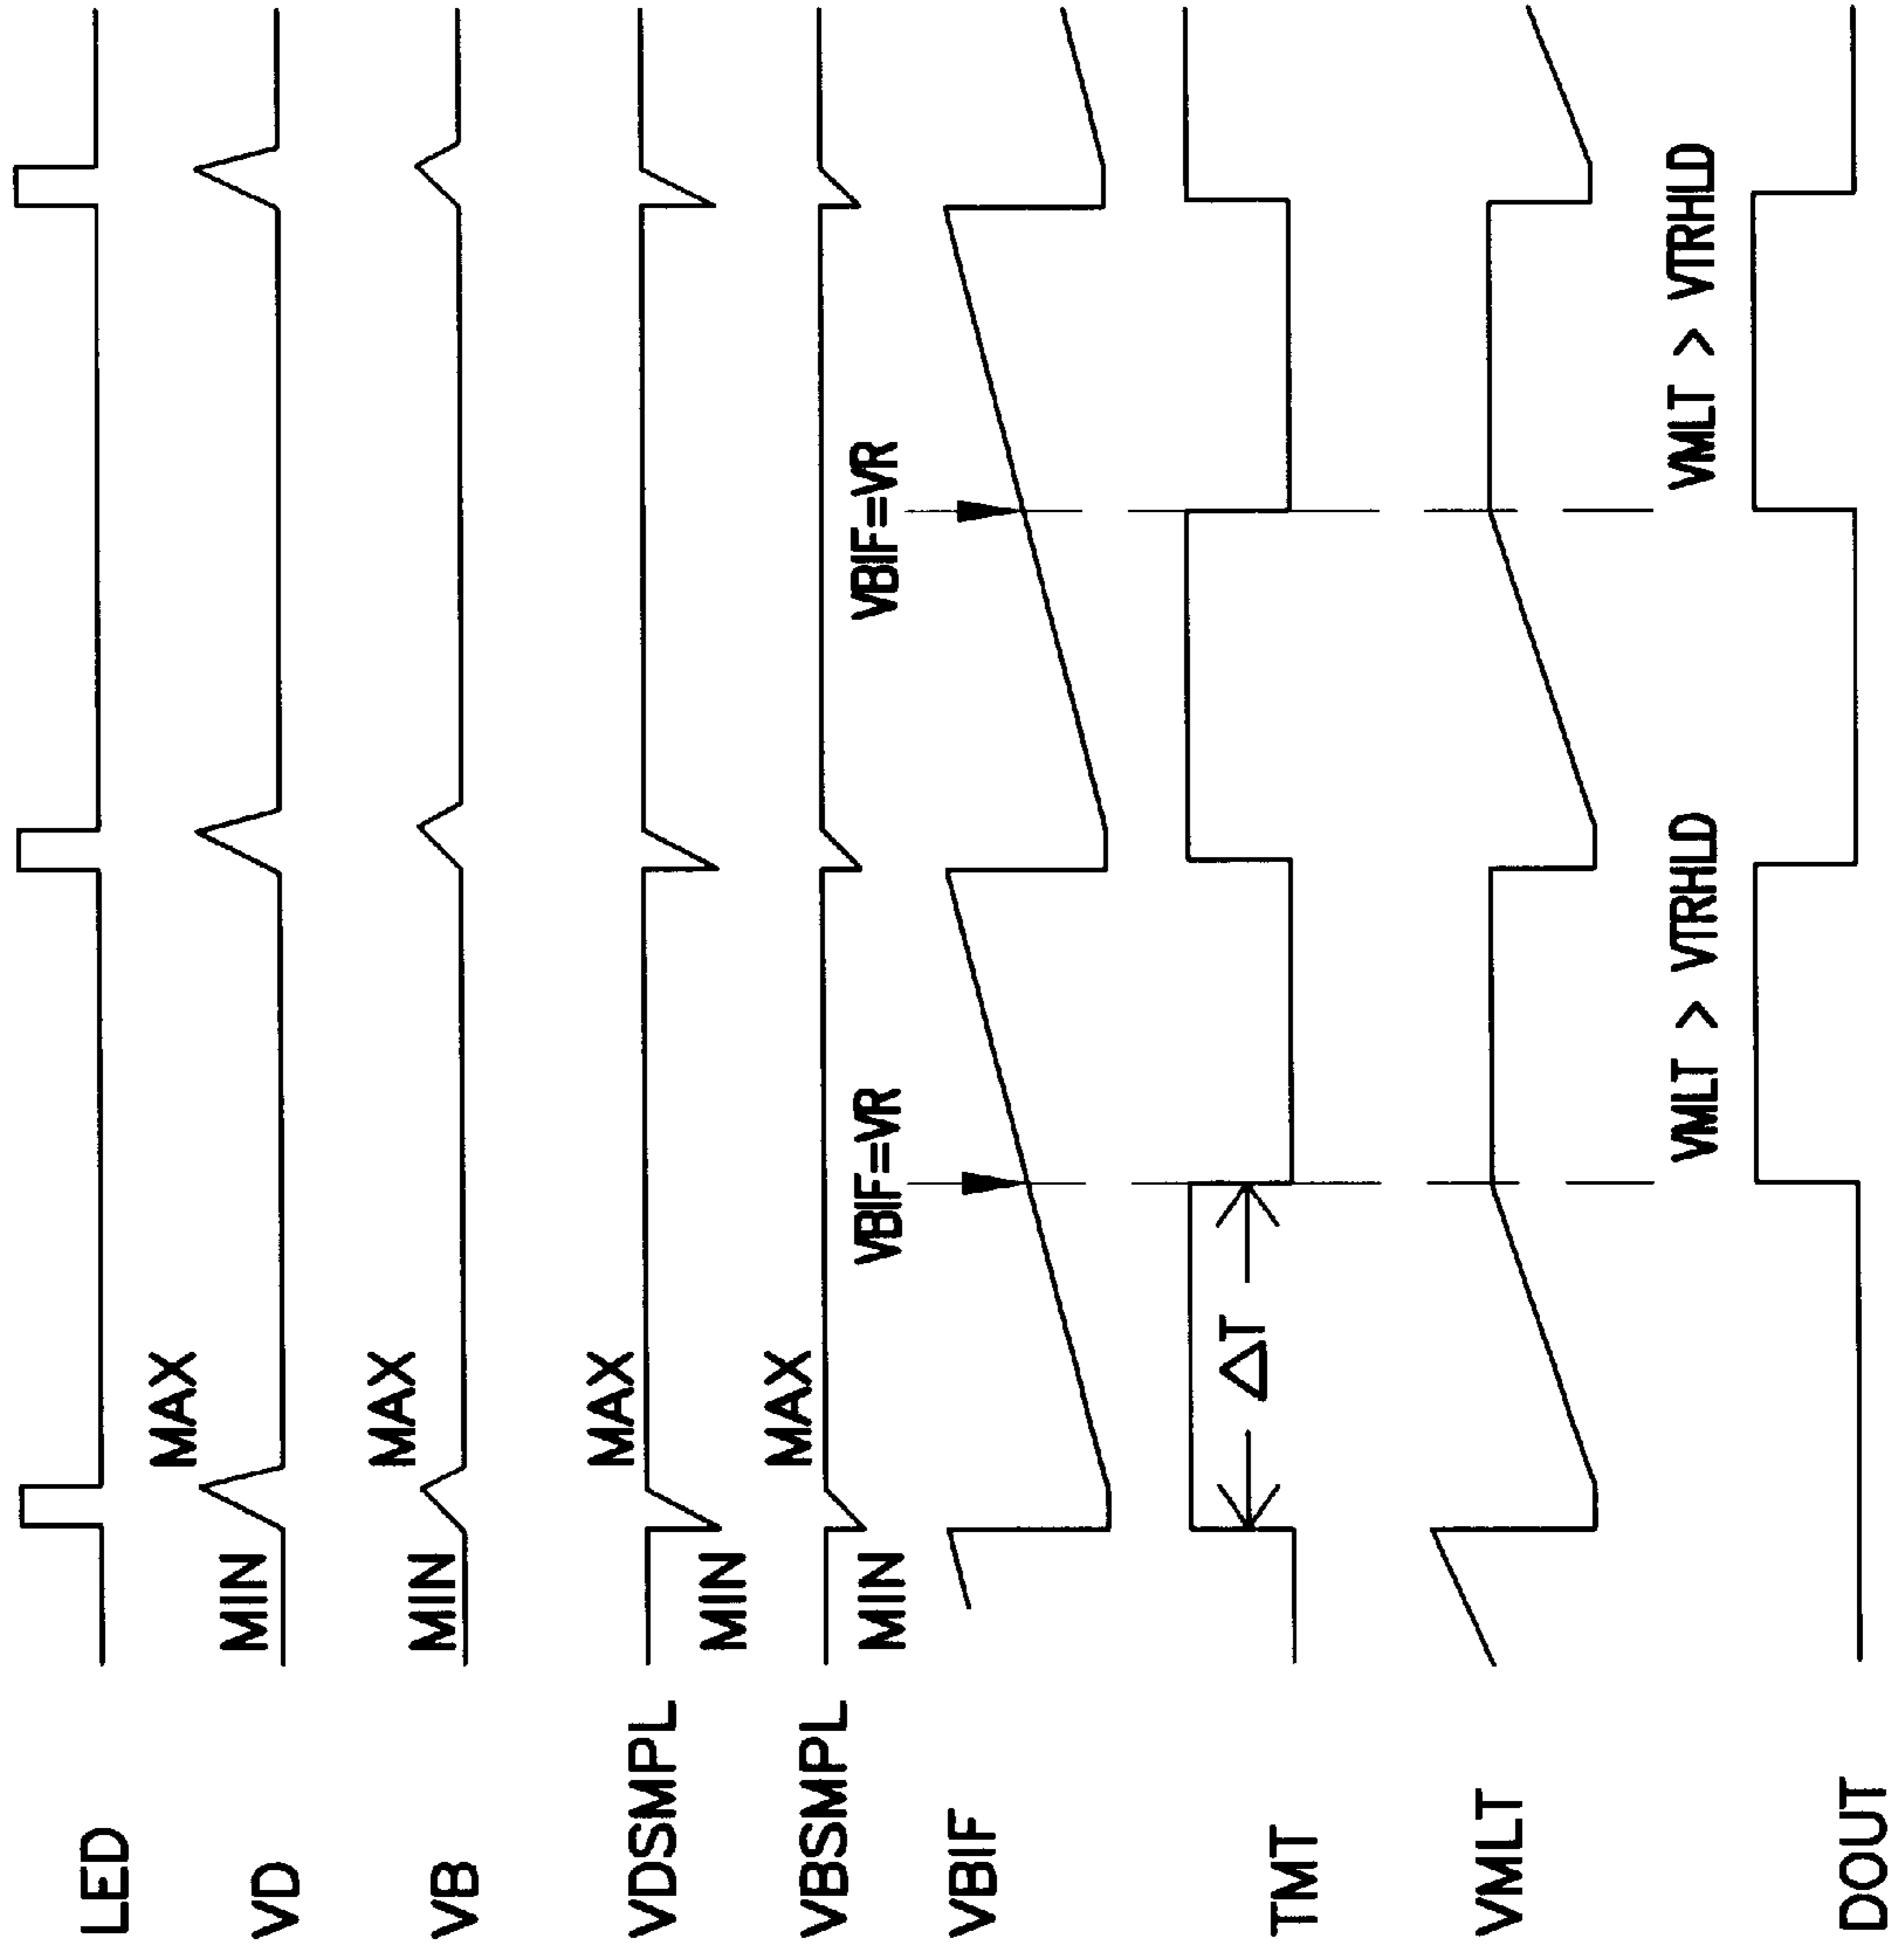 LED
MAX
VD
MIN
MAX
VB
MIN
MAX
VDSMPL
MIN
MAX
VBSMPL
MIN
VBIF=VR
VBIF=VR
VBIF
ΔT
TMT
VMLT
VMLT > VTRHLD
VMLT > VTRHLD
DOUT